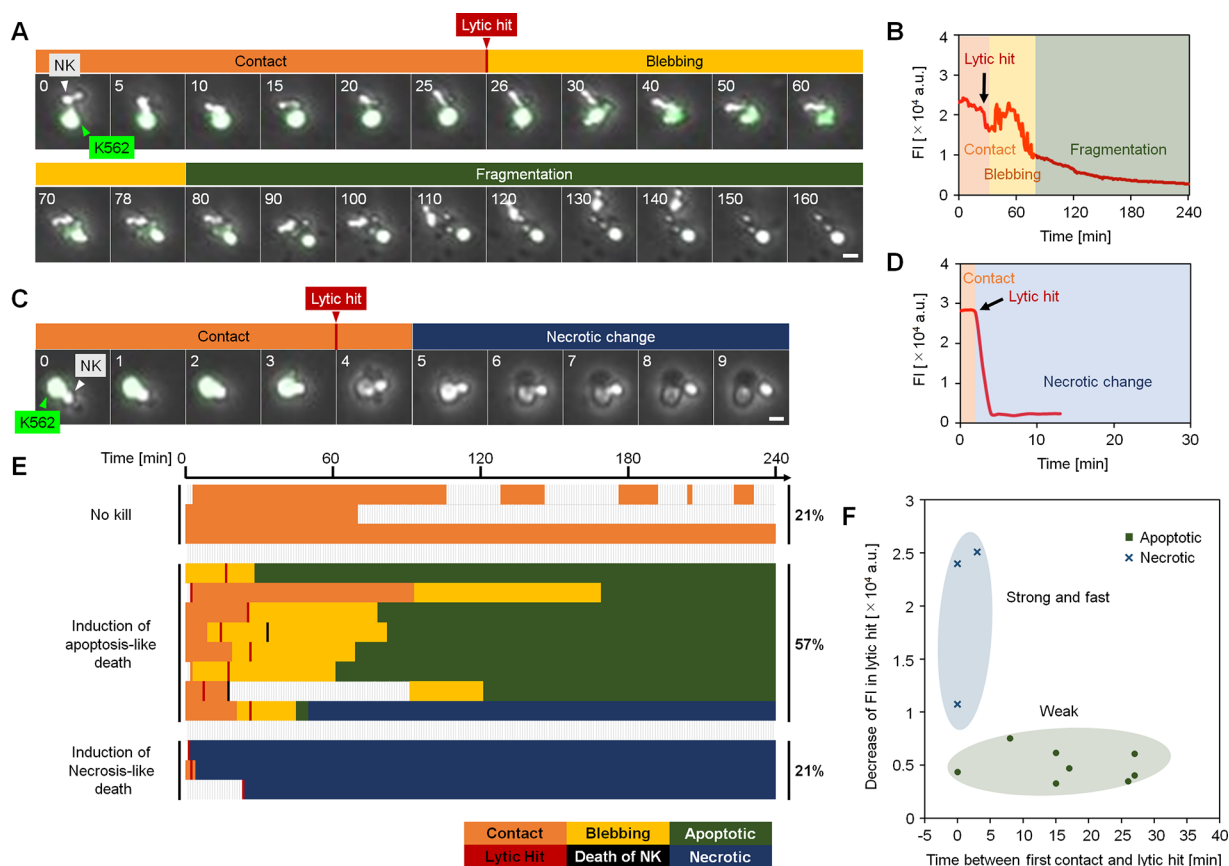 A
Lytic hit
Contact
Blebbing
NK
0
5
10
15
20
25
26
30
40
50
60
K562
Fragmentation
70
78
80
90
100
110
120
130
140
150
160
B
FI [×10⁴ a.u.]
4
3
2
1
0
Lytic hit
Contact
Blebbing
Fragmentation
0 60 120 180 240
Time [min]
C
Lytic hit
Contact
Necrotic change
0
NK
1
2
3
4
5
6
7
8
9
K562
D
FI [×10⁴ a.u.]
4
3
2
1
0
Contact
Lytic hit
Necrotic change
0 10 20 30
Time [min]
E
Time [min] 0 60 120 180 240
No kill
21%
Induction of
apoptosis-like
death
57%
Induction of
Necrosis-like
death
21%
Contact Blebbing Apoptotic
Lytic Hit Death of NK Necrotic
F
Decrease of FI in lytic hit [×10⁴ a.u.]
3
2.5
2
1.5
1
0.5
0
Apoptotic
Necrotic
Strong and fast
Weak
−5 0 5 10 15 20 25 30 35 40
Time between first contact and lytic hit [min]